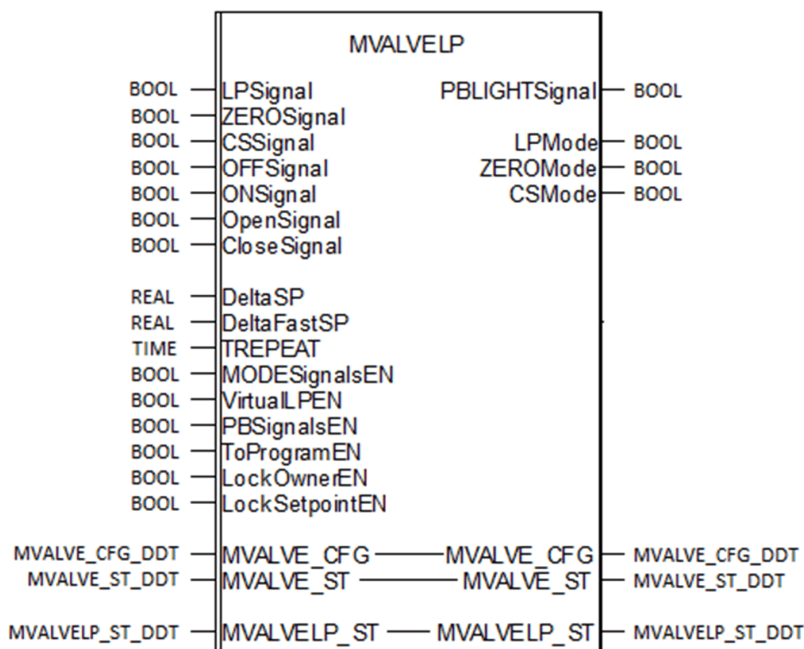 MVALVELP
BOOL LPSignal PBLIGHTSignal BOOL
BOOL ZEROSignal
BOOL CSSignal LPMode BOOL
BOOL OFFSignal ZEROMode BOOL
BOOL ONSignal CSMode BOOL
BOOL OpenSignal
BOOL CloseSignal
REAL DeltaSP
REAL DeltaFastSP
TIME TREPEAT
BOOL MODESignalsEN
BOOL VirtualLPEN
BOOL PBSignalsEN
BOOL ToProgramEN
BOOL LockOwnerEN
BOOL LockSetpointEN
MVALVE_CFG_DDT MVALVE_CFG MVALVE_CFG MVALVE_CFG_DDT
MVALVE_ST_DDT MVALVE_ST MVALVE_ST MVALVE_ST_DDT
MVALVELP_ST_DDT MVALVELP_ST MVALVELP_ST MVALVELP_ST_DDT